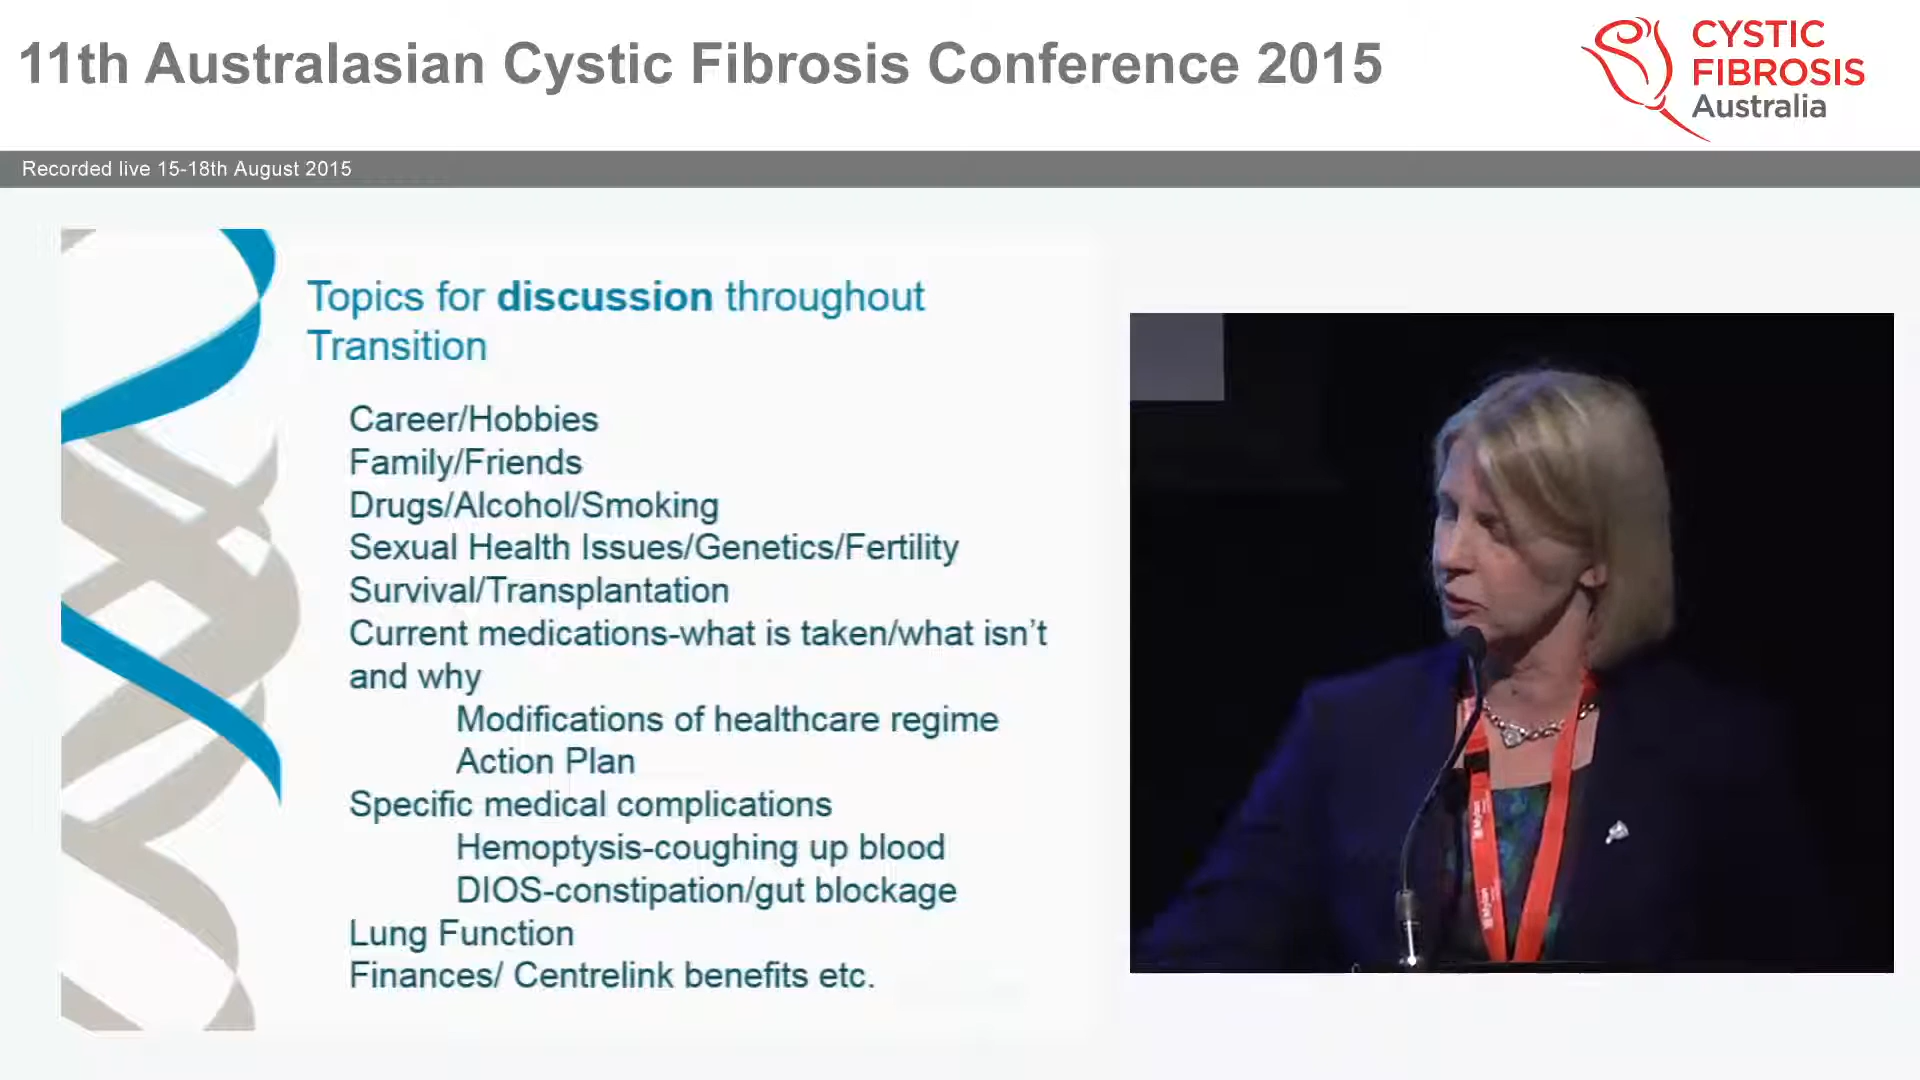 11th Australasian Cystic Fibrosis Conference 2015
CYSTIC
FIBROSIS
Australia
Recorded live 15-18th August 2015
Topics for discussion throughout
Transition
Career/Hobbies
Family/Friends
Drugs/Alcohol/Smoking
Sexual Health Issues/Genetics/Fertility
Survival/Transplantation
Current medications-what is taken/what isn't
and why
Modifications of healthcare regime
Action Plan
Specific medical complications
Hemoptysis-coughing up blood
DIOS-constipation/gut blockage
Lung Function
Finances/ Centrelink benefits etc.